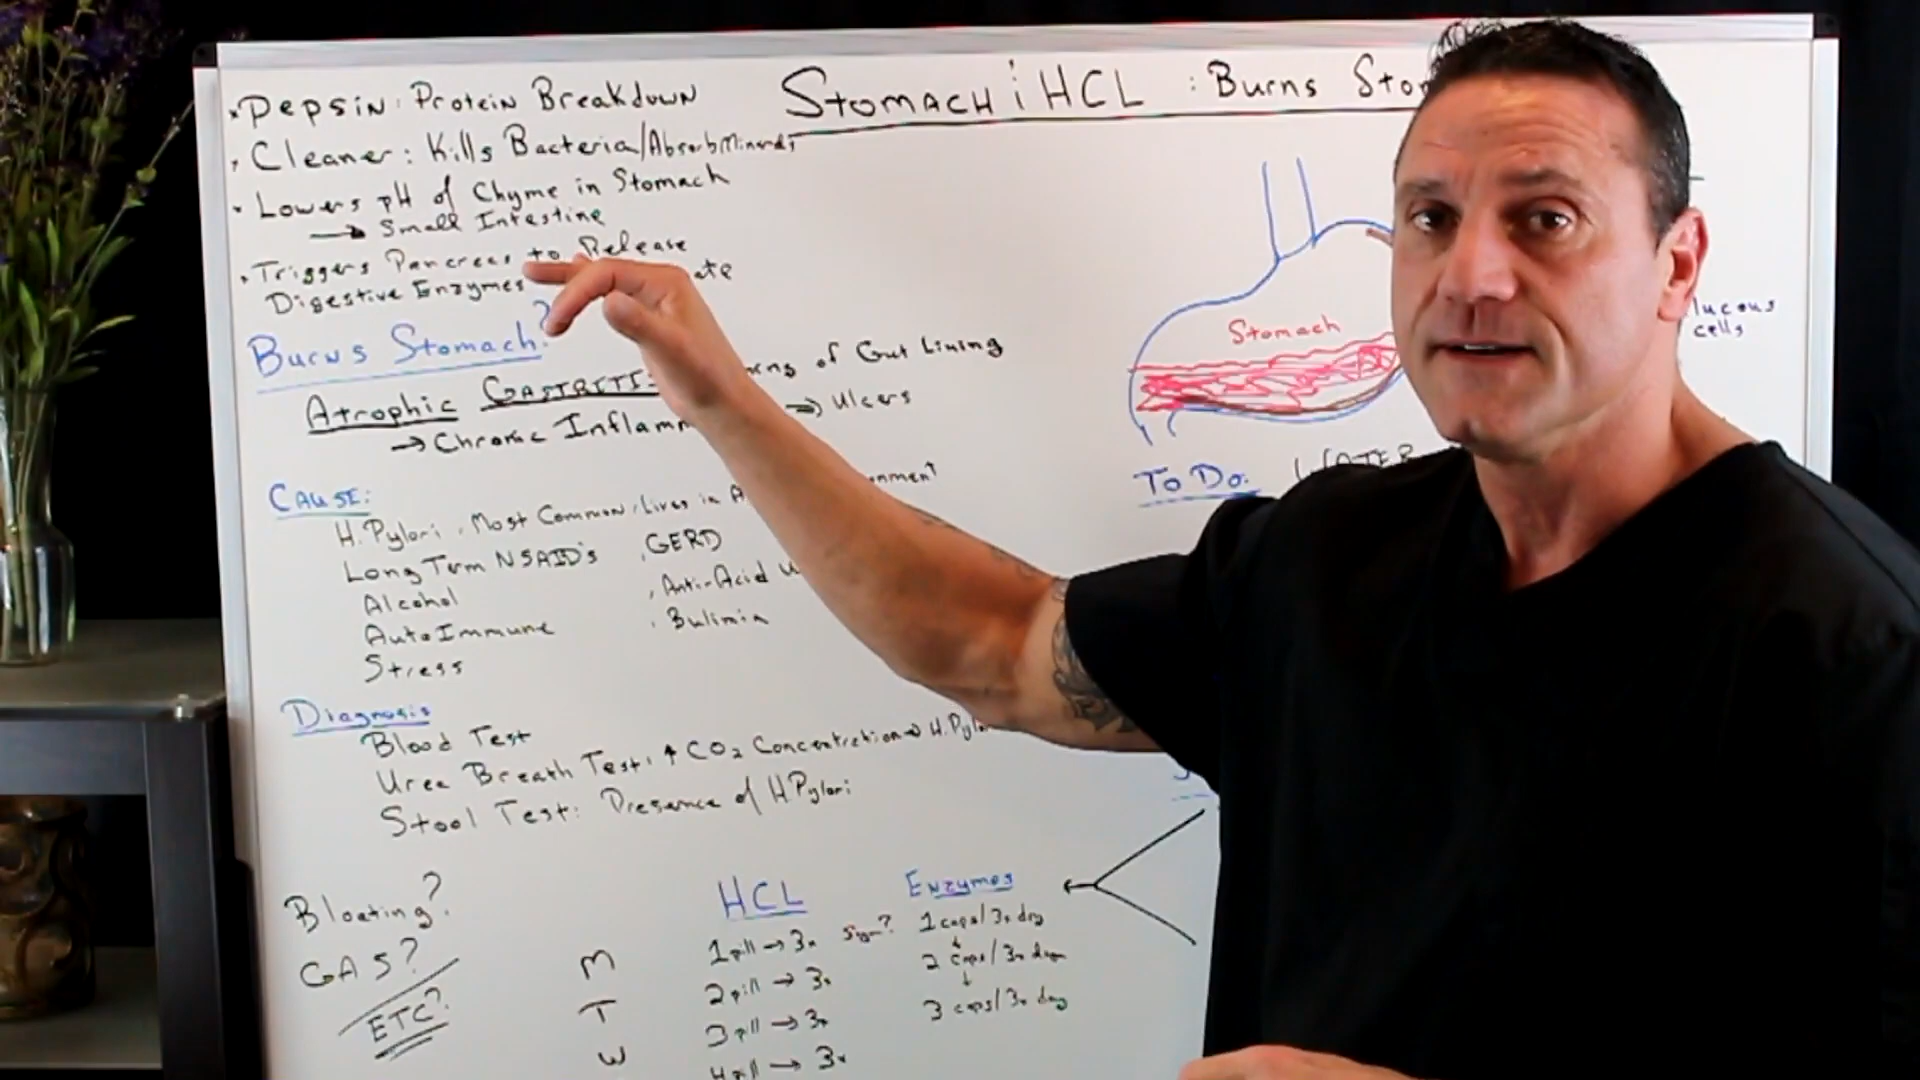 STOMACH; HCL : BURNS
* PEPSIN: PROTEIN BREAKDOWN
Cleaner: Kills Bacteria/Absorb Minerals
Lowers pH of Chyme in Stomach
→ Small Intestine
Triggers Pancreas to Release
Digestive Enzymes
Burns Stomach?
Atrophic GASTRITIS of Gut Lining
→ Chronic → Ulcers
CAUSE:
H. Pylori, Most Common, Lives in
Long Term NSAID's
GERD
Alcohol
Anti-Acid
AutoImmune
Bulimia
Stress
Diagnosis
Blood Test
Urea Breath Test: ↑ CO2 Concentration → H. Pylori
Stool Test: Presence of H. Pylori
Bloating?
GAS?
ETC?
HCL
M 1 pill → 3x
T 2 pill → 3x
W 3 pill → 3x
4 pill → 3x
Enzymes
1 caps/3x day
↓
2 caps/3x day
↓
3 caps/3x day
Stomach
cells
To Do: WATER